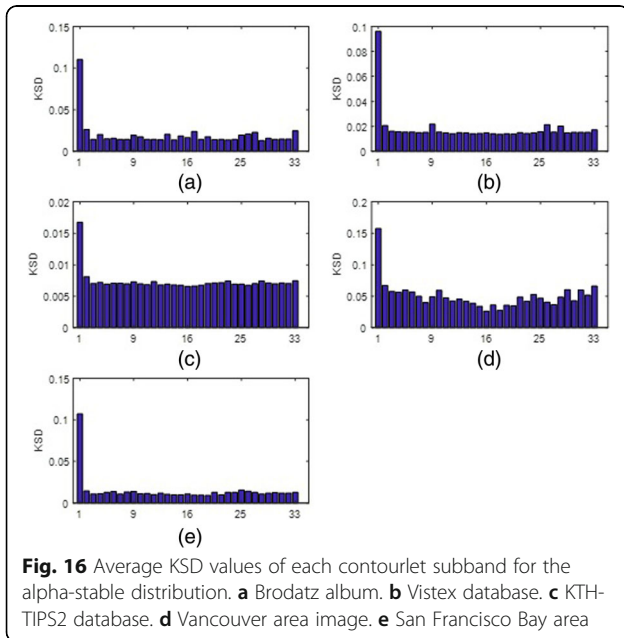 0.15
0.1
KSD
0.05
0
1 9 16 25 33
(a)
0.1
0.08
0.06
KSD
0.04
0.02
0
1 9 16 25 33
(b)
0.02
0.015
KSD
0.01
0.005
0
1 9 16 25 33
(c)
0.2
0.15
KSD
0.1
0.05
0
1 9 16 25 33
(d)
0.15
0.1
KSD
0.05
0
1 9 16 25 33
(e)
Fig. 16 Average KSD values of each contourlet subband for the
alpha-stable distribution. a Brodatz album. b Vistex database. c KTH-
TIPS2 database. d Vancouver area image. e San Francisco Bay area